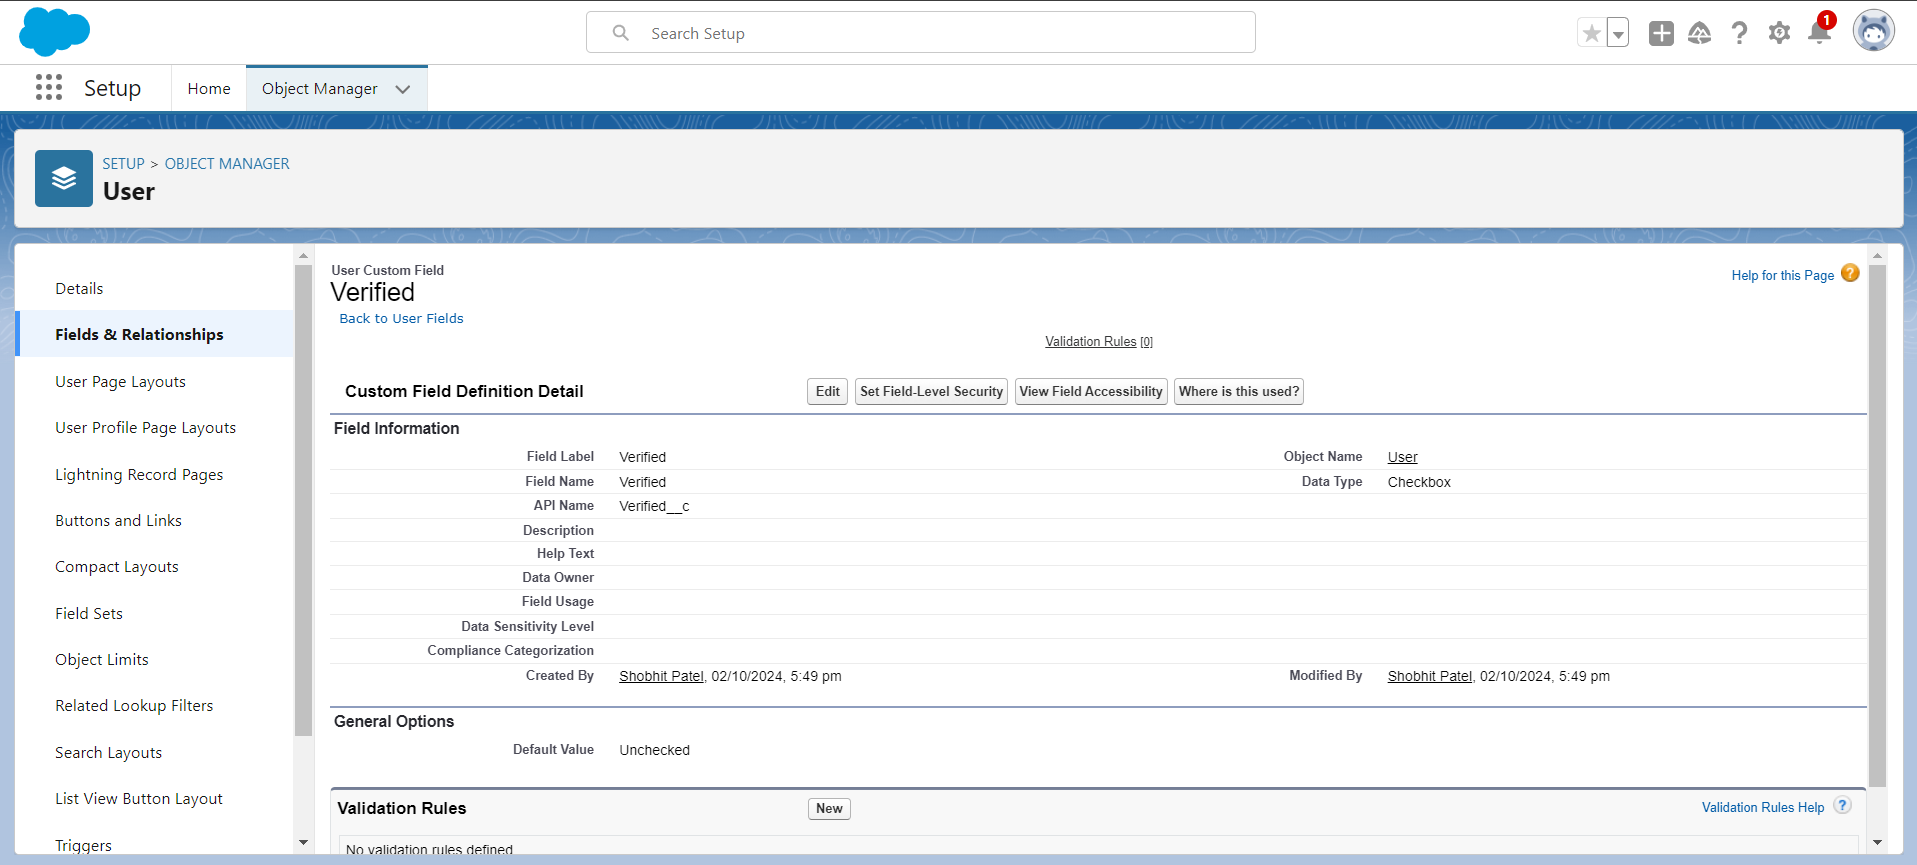 Search Setup
1
Setup
Home
Object Manager
SETUP > OBJECT MANAGER
User
Details
Fields & Relationships
User Page Layouts
User Profile Page Layouts
Lightning Record Pages
Buttons and Links
Compact Layouts
Field Sets
Object Limits
Related Lookup Filters
Search Layouts
List View Button Layout
Triggers
User Custom Field
Verified
Back to User Fields
Help for this Page ?
Validation Rules [0]
Custom Field Definition Detail
Edit
Set Field-Level Security
View Field Accessibility
Where is this used?
Field Information
Field Label Verified Object Name User
Field Name Verified Data Type Checkbox
API Name Verified__c
Description
Help Text
Data Owner
Field Usage
Data Sensitivity Level
Compliance Categorization
Created By Shobhit Patel, 02/10/2024, 5:49 pm Modified By Shobhit Patel, 02/10/2024, 5:49 pm
General Options
Default Value Unchecked
Validation Rules New Validation Rules Help ?
No validation rules defined